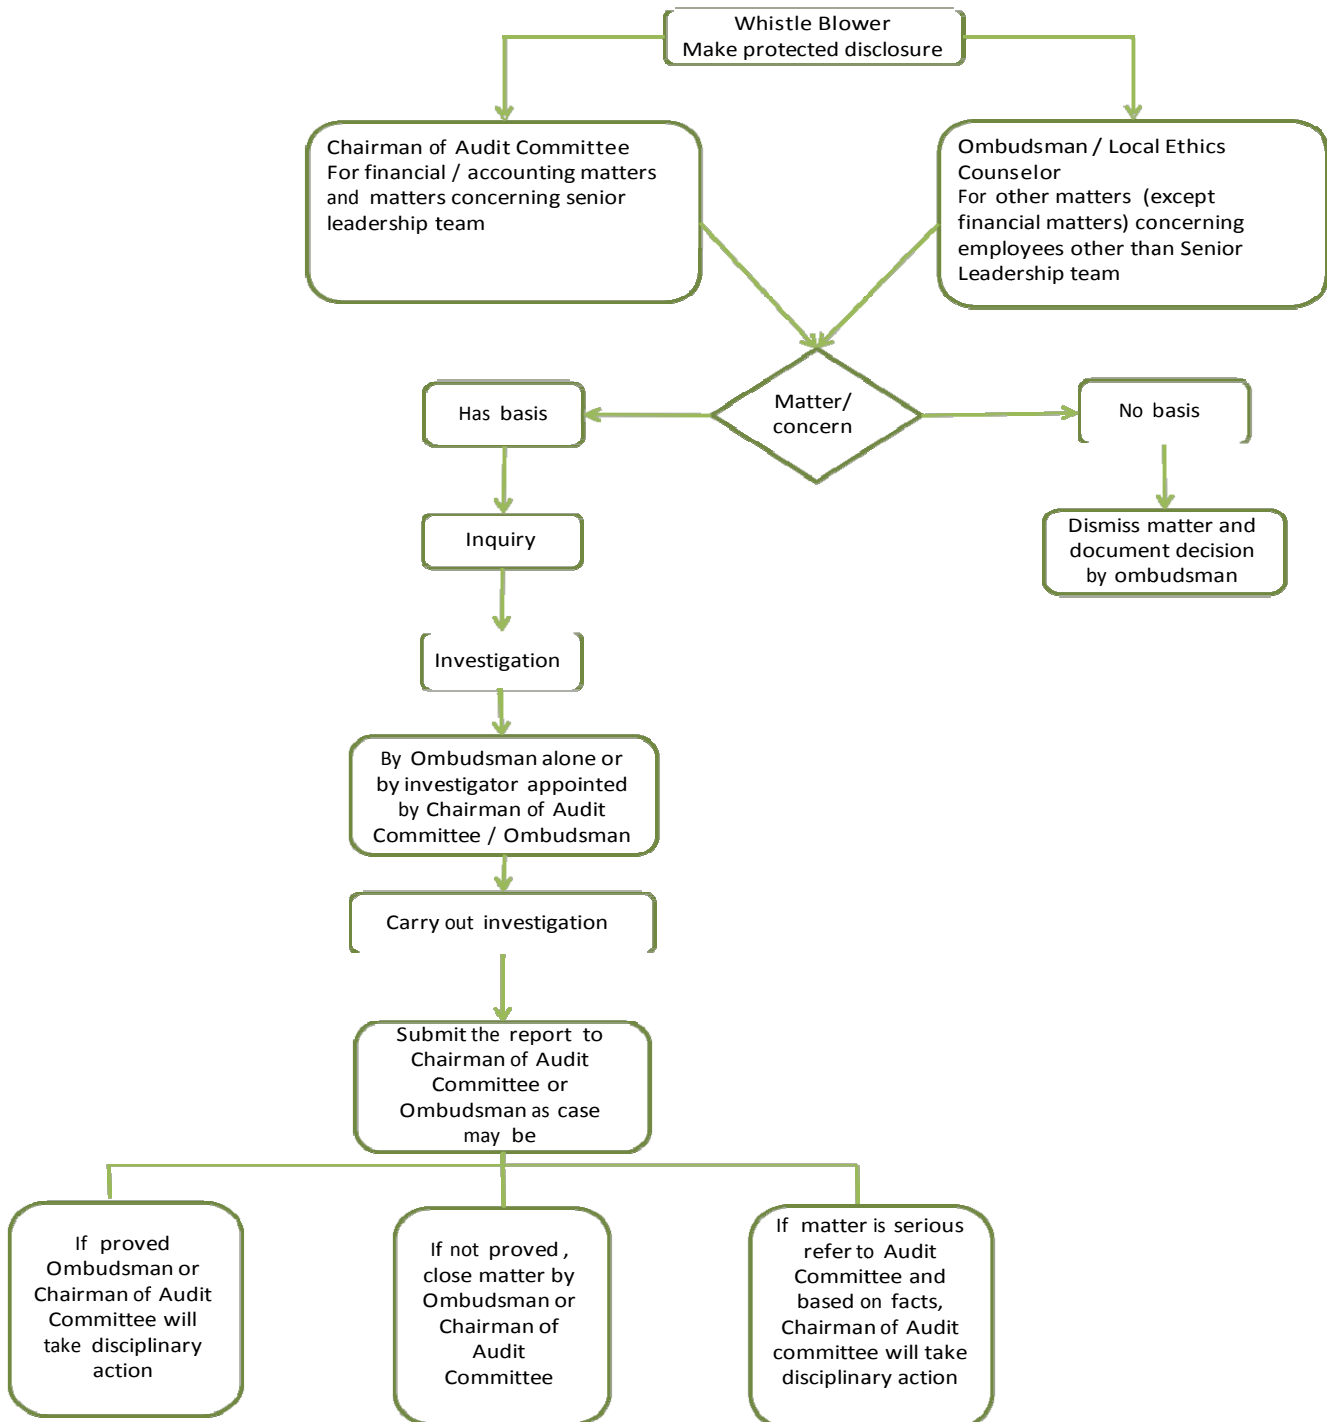 Whistle Blower
Make protected disclosure
Chairman of Audit Committee
For financial / accounting matters
and matters concerning senior
leadership team
Ombudsman / Local Ethics
Counselor
For other matters (except
financial matters) concerning
employees other than Senior
Leadership team
Matter/
concern
Has basis
No basis
Inquiry
Dismiss matter and
document decision
by ombudsman
Investigation
By Ombudsman alone or
by investigator appointed
by Chairman of Audit
Committee / Ombudsman
Carry out investigation
Submit the report to
Chairman of Audit
Committee or
Ombudsman as case
may be
If proved
Ombudsman or
Chairman of Audit
Committee will
take disciplinary
action
If not proved ,
close matter by
Ombudsman or
Chairman of
Audit
Committee
If matter is serious
refer to Audit
Committee and
based on facts,
Chairman of Audit
committee will take
disciplinary action